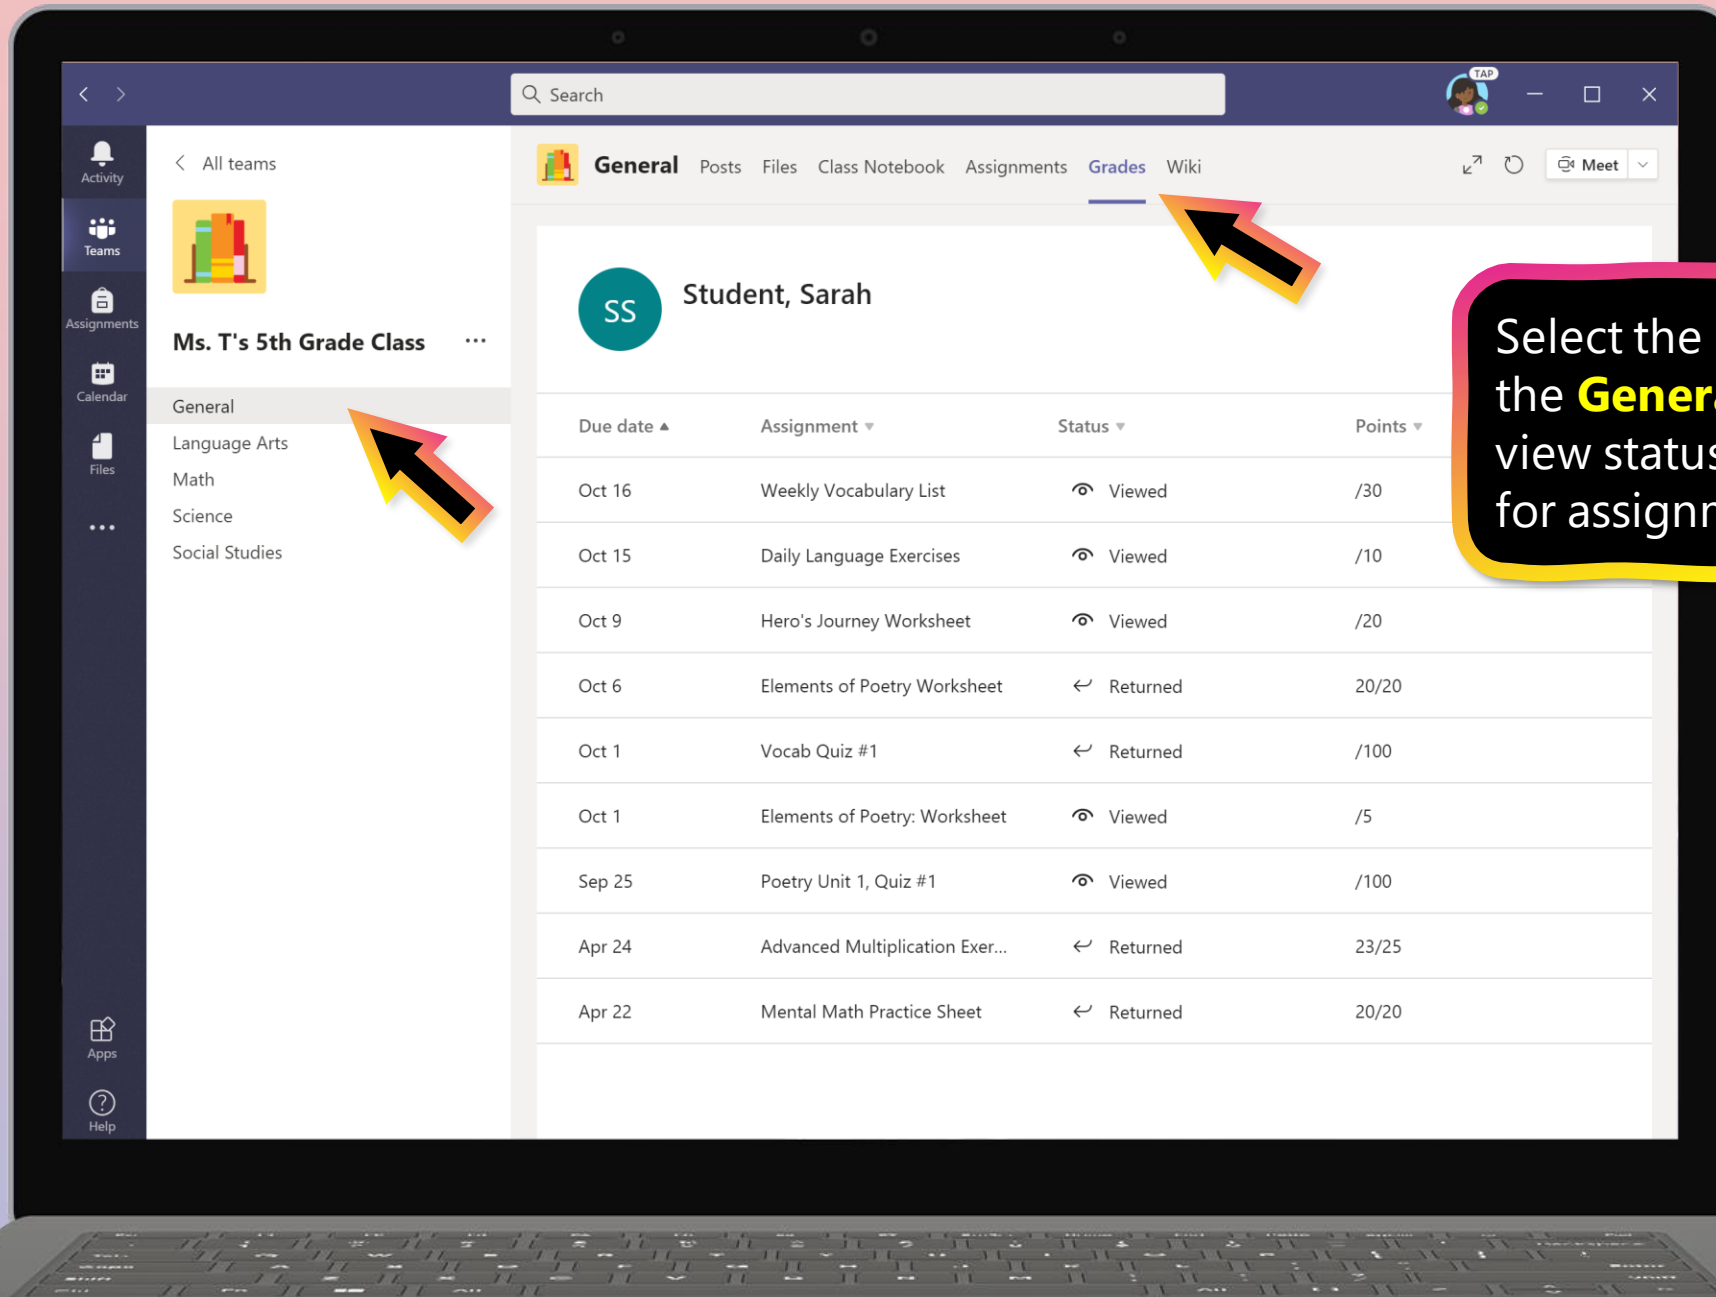 Search
TAP
Activity
Teams
Assignments
Calendar
Files
Apps
Help
All teams
Ms. T's 5th Grade Class
General
Language Arts
Math
Science
Social Studies
General Posts Files Class Notebook Assignments Grades Wiki
Meet
SS
Student, Sarah
Due date Assignment Status Points
Oct 16 Weekly Vocabulary List Viewed /30
Oct 15 Daily Language Exercises Viewed /10
Oct 9 Hero's Journey Worksheet Viewed /20
Oct 6 Elements of Poetry Worksheet Returned 20/20
Oct 1 Vocab Quiz #1 Returned /100
Oct 1 Elements of Poetry: Worksheet Viewed /5
Sep 25 Poetry Unit 1, Quiz #1 Viewed /100
Apr 24 Advanced Multiplication Exer... Returned 23/25
Apr 22 Mental Math Practice Sheet Returned 20/20
Select the
the
view
for